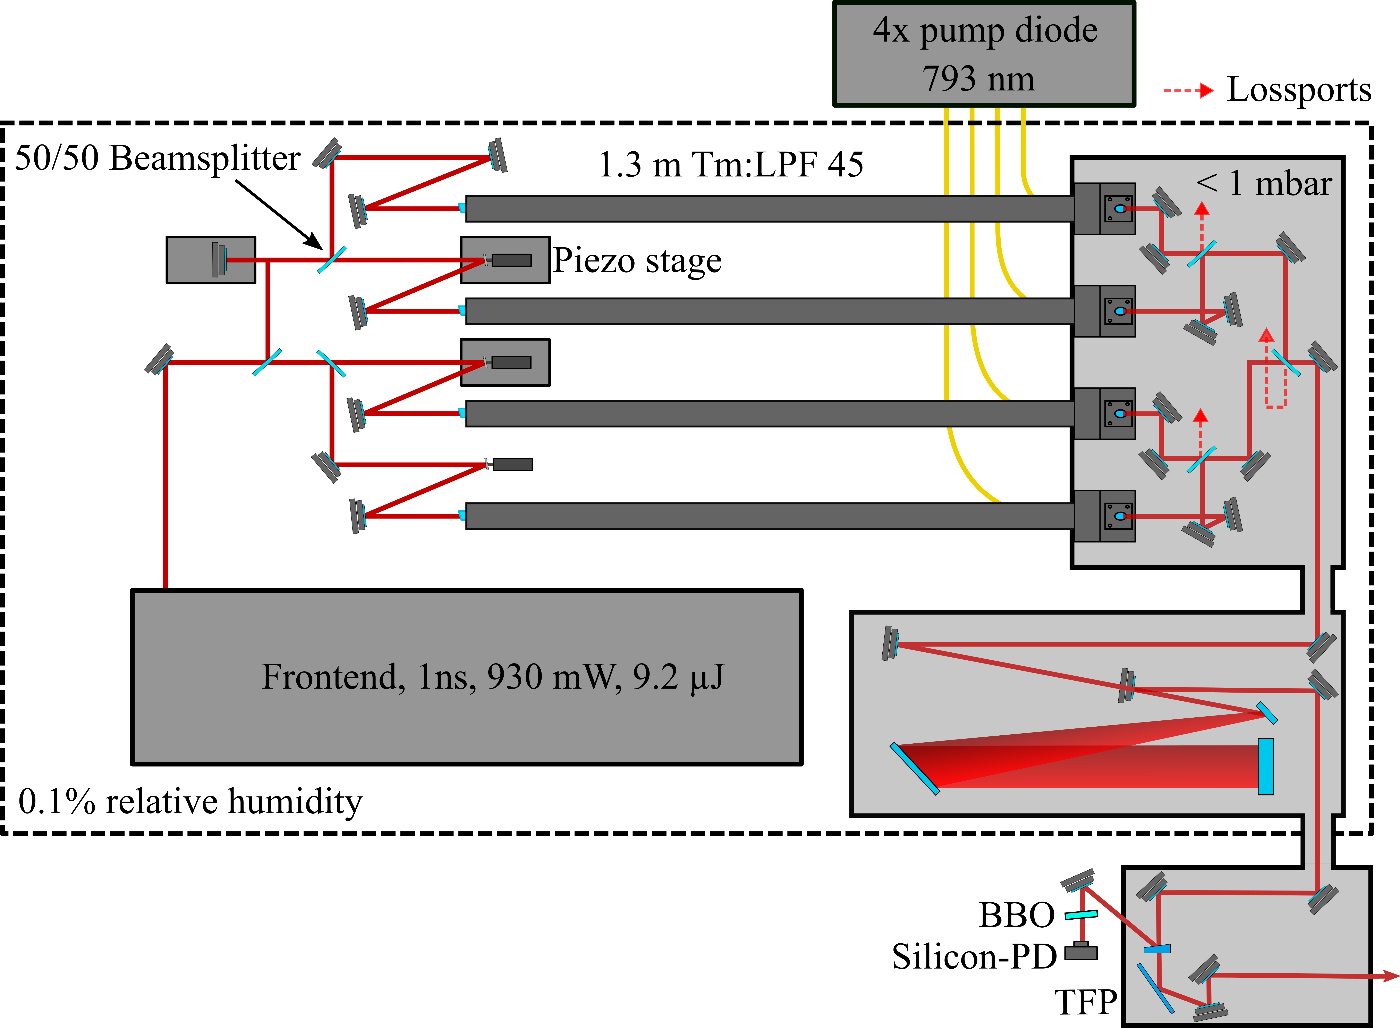 4x pump diode
793 nm
Lossports
50/50 Beamsplitter
1.3 m Tm:LPF 45
< 1 mbar
Piezo stage
Frontend, 1ns, 930 mW, 9.2 µJ
0.1% relative humidity
BBO
Silicon-PD
TFP